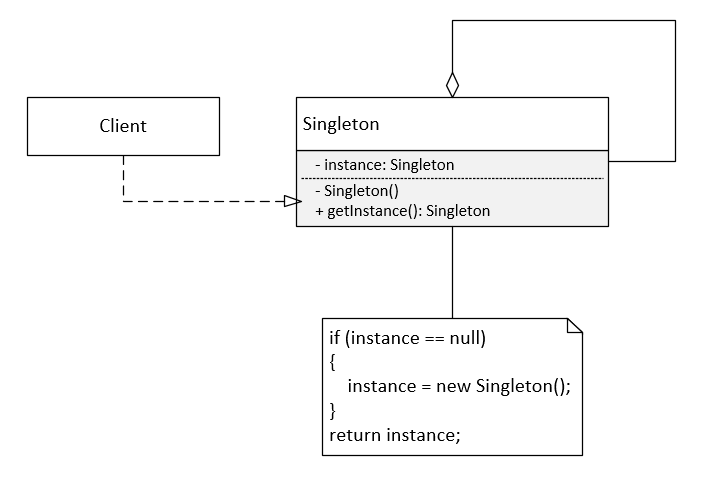 Client
Singleton
- instance: Singleton
- Singleton()
+ getInstance(): Singleton
if (instance == null)
{
instance = new Singleton();
}
return instance;